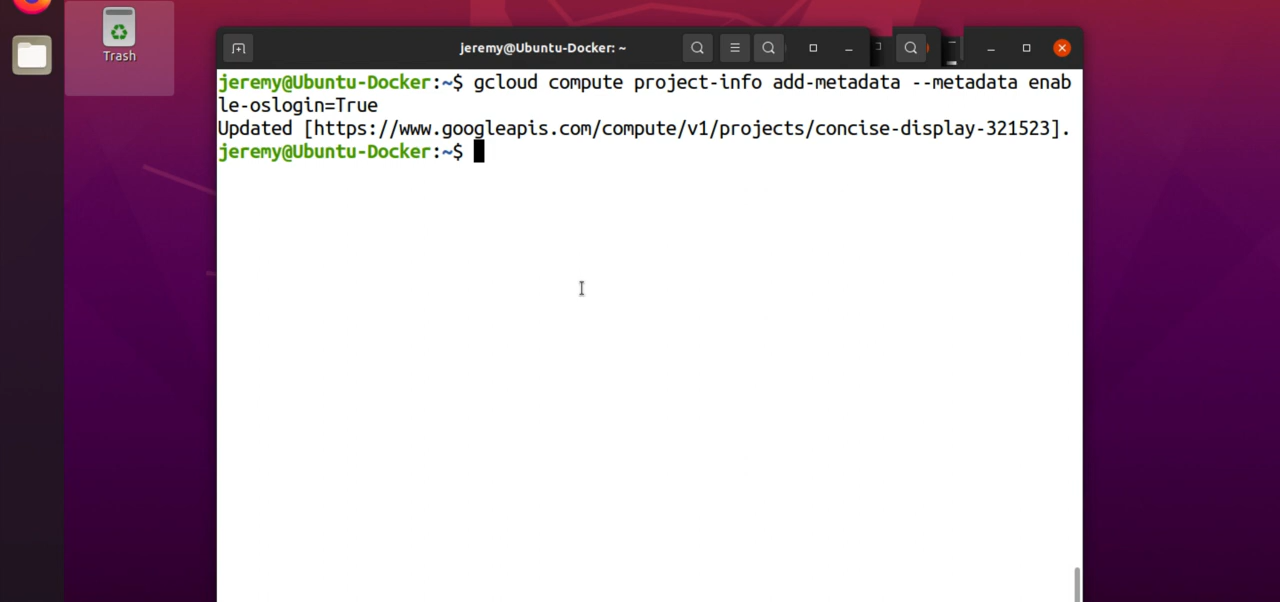 Trash
jeremy@Ubuntu-Docker: ~
jeremy@Ubuntu-Docker:~$ gcloud compute project-info add-metadata --metadata enab
le-oslogin=True
Updated [https://www.googleapis.com/compute/v1/projects/concise-display-321523].
jeremy@Ubuntu-Docker:~$